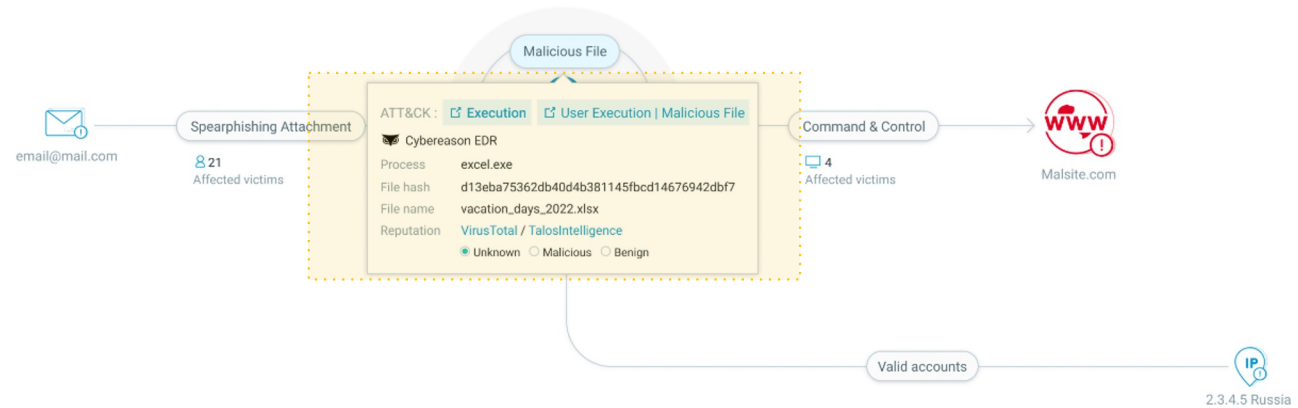 Malicious File
ATT&CK : Execution User Execution | Malicious File
Cybereason EDR
Process excel.exe
File hash d13eba75362db40d4b381145fbcd14676942dbf7
File name vacation_days_2022.xlsx
Reputation VirusTotal / TalosIntelligence
Unknown Malicious Benign
email@mail.com
Spearphishing Attachment
21
Affected victims
Command & Control
4
Affected victims
WWW
Malsite.com
Valid accounts
IP
2.3.4.5 Russia